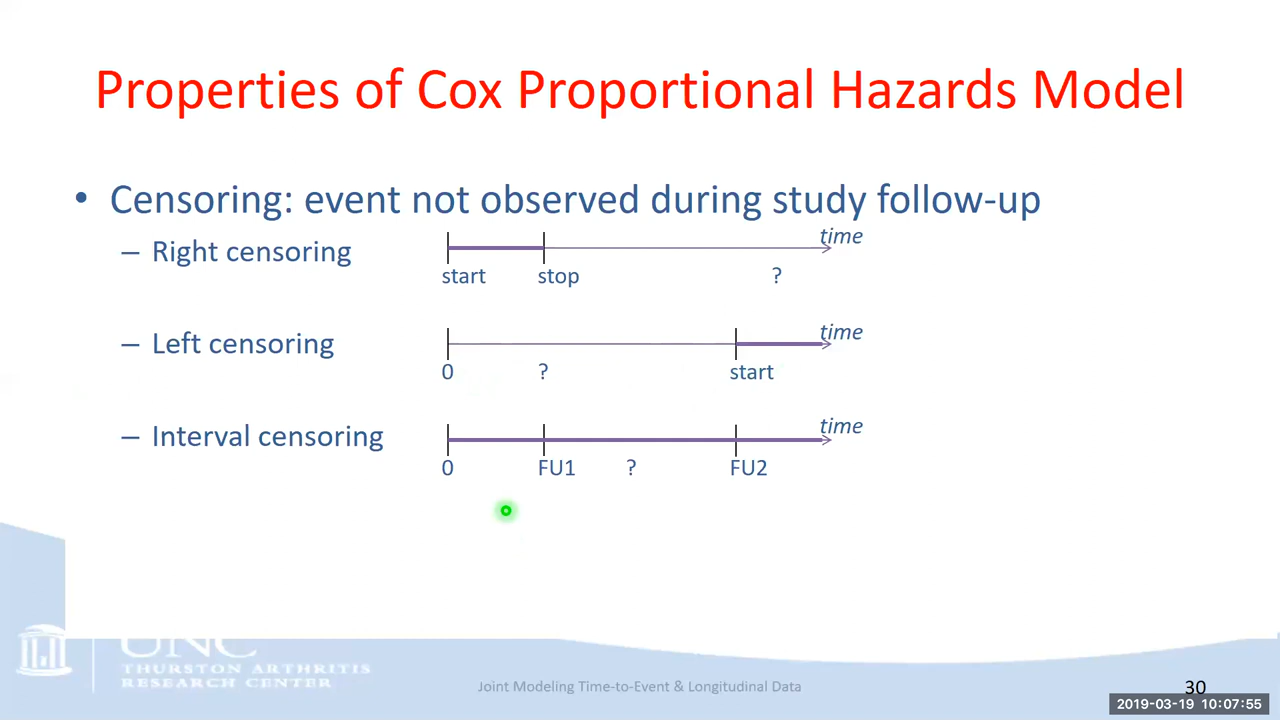 Properties of Cox Proportional Hazards Model
• Censoring: event not observed during study follow-up
– Right censoring
time
start stop ?
– Left censoring
time
0 ? start
– Interval censoring
time
0 FU1 ? FU2
UNC
THURSTON ARTHRITIS
RESEARCH CENTER
Joint Modeling Time-to-Event & Longitudinal Data
30
2019-03-19 10:07:55